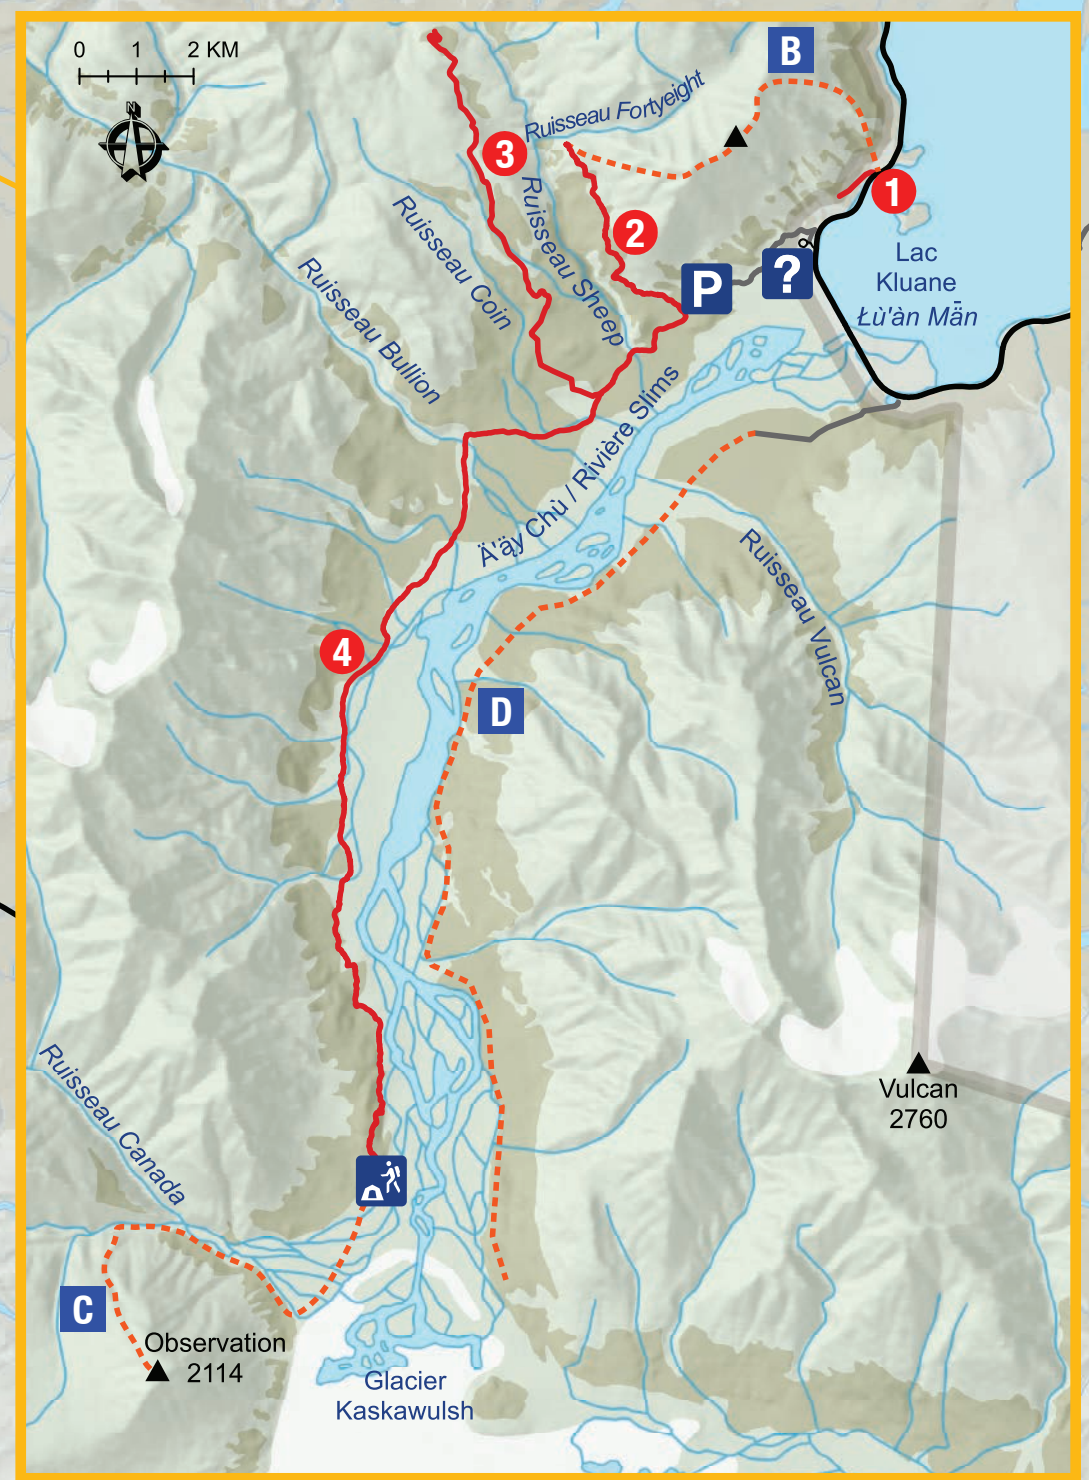 0 1 2 KM
N
B
Ruisseau Fortyeight
3
1
Ruisseau Sheep
2
Ruisseau Coin
P
?
Lac
Kluane
Łù'àn Mǟn
Ruisseau Bullion
Ä'äy Chù / Rivière Slims
Ruisseau Vulcan
4
D
Vulcan
2760
Ruisseau Canada
C
Observation
2114
Glacier
Kaskawulsh